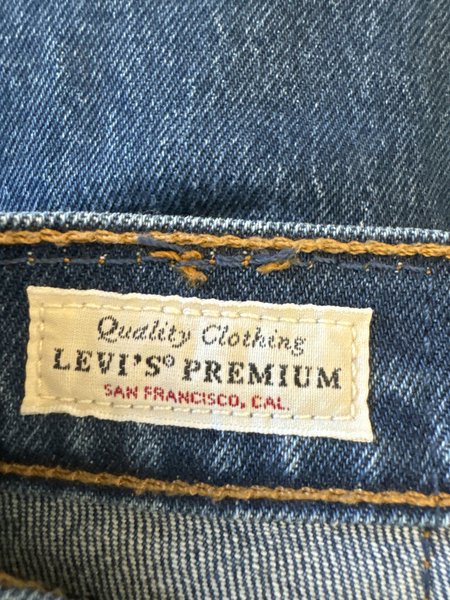 Quality Clothing
LEVI'S® PREMIUM
SAN FRANCISCO, CAL.